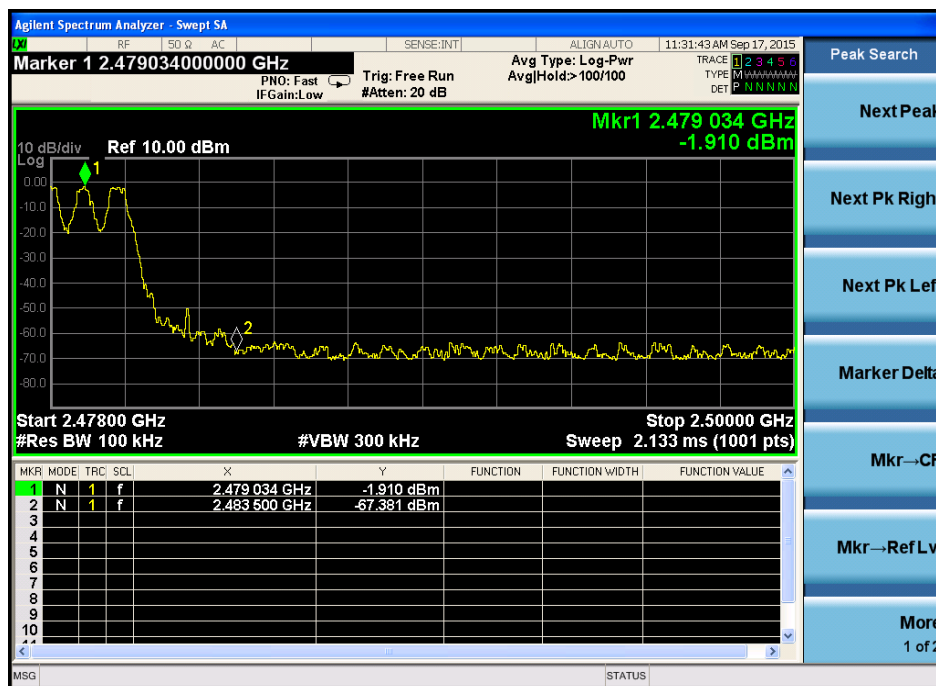 Agilent Spectrum Analyzer - Swept SA
LXI RF 50 Ω AC SENSE:INT ALIGN AUTO 11:31:43 AM Sep 17, 2015
Marker 1 2.479034000000 GHz
PNO: Fast
IFGain:Low
Trig: Free Run
#Atten: 20 dB
Avg Type: Log-Pwr
Avg|Hold:>100/100
TRACE 1 2 3 4 5 6
TYPE M
DET P N N N N N
Mkr1 2.479 034 GHz
-1.910 dBm
10 dB/div
Log
Ref 10.00 dBm
1
0.00
-10.0
-20.0
-30.0
-40.0
-50.0
-60.0
2
-70.0
-80.0
Start 2.47800 GHz
Stop 2.50000 GHz
#Res BW 100 kHz
#VBW 300 kHz
Sweep 2.133 ms (1001 pts)
MKR MODE TRC SCL X Y FUNCTION FUNCTION WIDTH FUNCTION VALUE
1 N 1 f 2.479 034 GHz -1.910 dBm
2 N 1 f 2.483 500 GHz -67.381 dBm
3
4
5
6
7
8
9
10
11
MSG
STATUS
Peak Search
Next Peak
Next Pk Righ
Next Pk Lef
Marker Delta
Mkr→CF
Mkr→Ref Lv
More
1 of 2